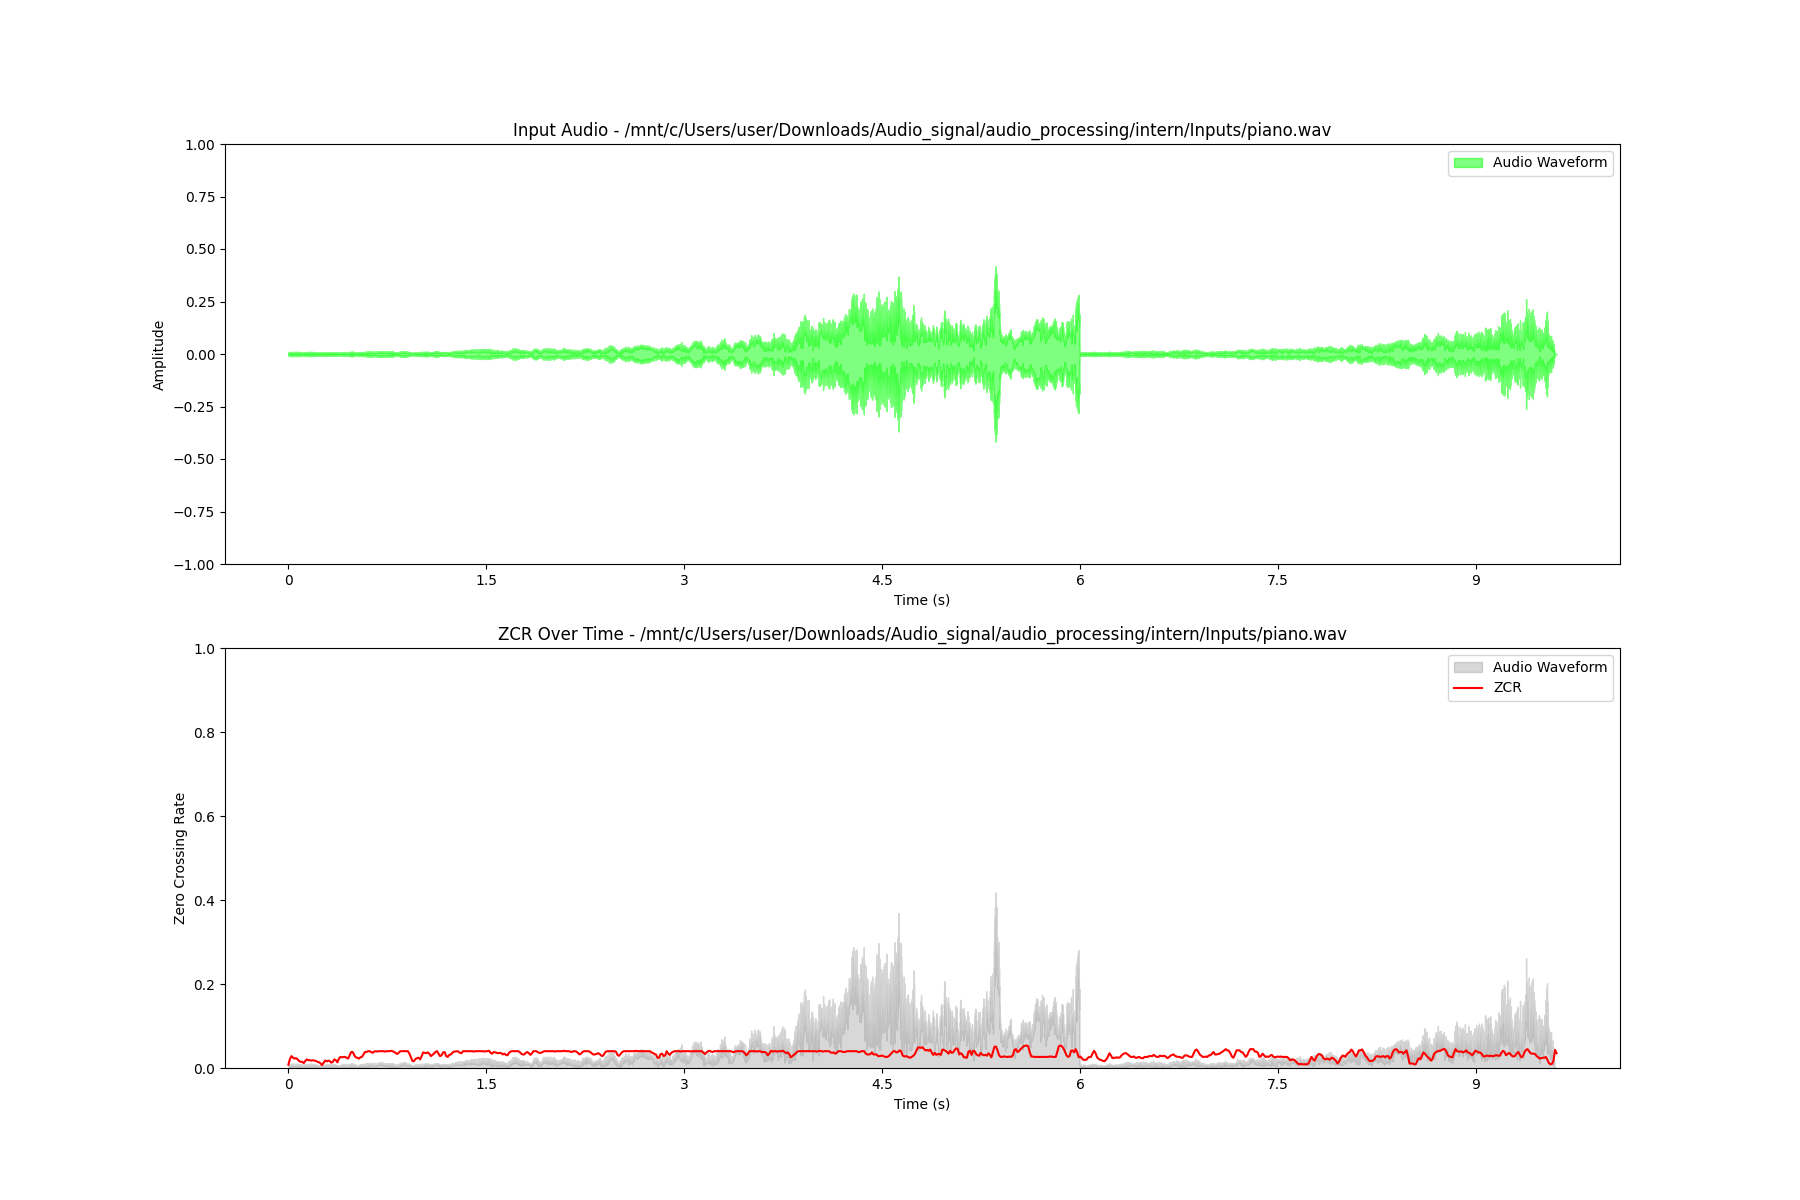 Input Audio - /mnt/c/Users/user/Downloads/Audio_signal/audio_processing/intern/Inputs/piano.wav
1.00
0.75
0.50
0.25
0.00
−0.25
−0.50
−0.75
−1.00
Amplitude
Audio Waveform
0 1.5 3 4.5 6 7.5 9
Time (s)
ZCR Over Time - /mnt/c/Users/user/Downloads/Audio_signal/audio_processing/intern/Inputs/piano.wav
1.0
0.8
0.6
0.4
0.2
0.0
Zero Crossing Rate
Audio Waveform
ZCR
0 1.5 3 4.5 6 7.5 9
Time (s)